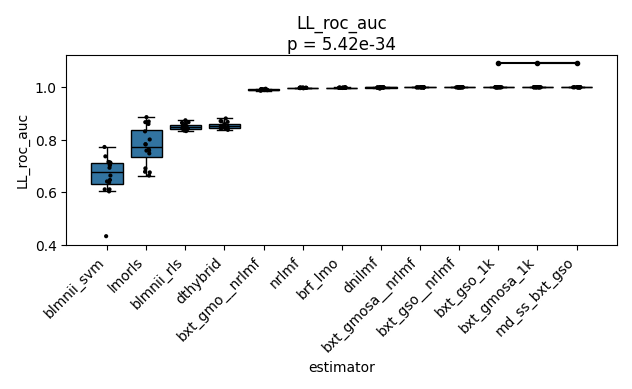 LL_roc_auc
p = 5.42e-34
LL_roc_auc
1.0
0.8
0.6
0.4
blmnii_svm
lmorls
blmnii_rls
dthybrid
bxt_gmo__nrlmf
nrlmf
brf_lmo
dnilmf
bxt_gmosa__nrlmf
bxt_gso__nrlmf
bxt_gso_1k
bxt_gmosa_1k
md_ss_bxt_gso
estimator